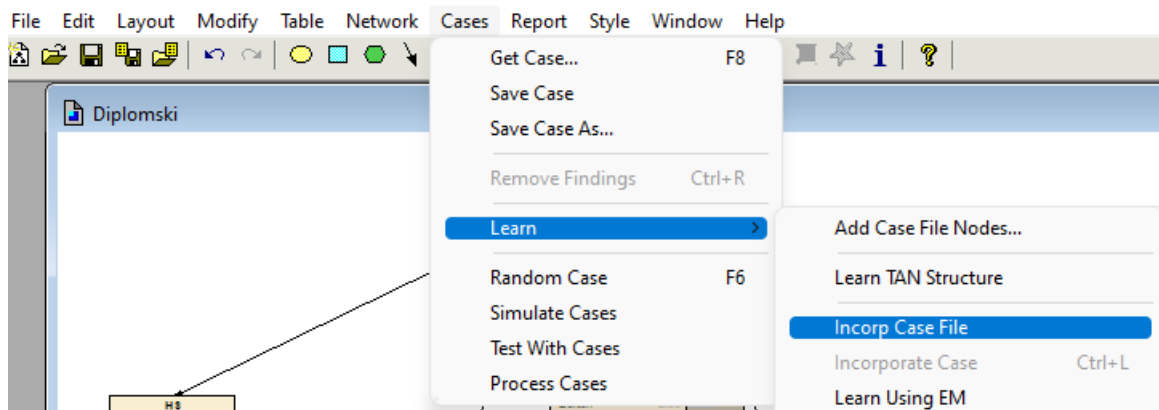 File Edit Layout Modify Table Network Cases Report Style Window Help
Diplomski
Get Case... F8
Save Case
Save Case As...
Remove Findings Ctrl+R
Learn
Random Case F6
Simulate Cases
Test With Cases
Process Cases
Add Case File Nodes...
Learn TAN Structure
Incorp Case File
Incorporate Case Ctrl+L
Learn Using EM
HS